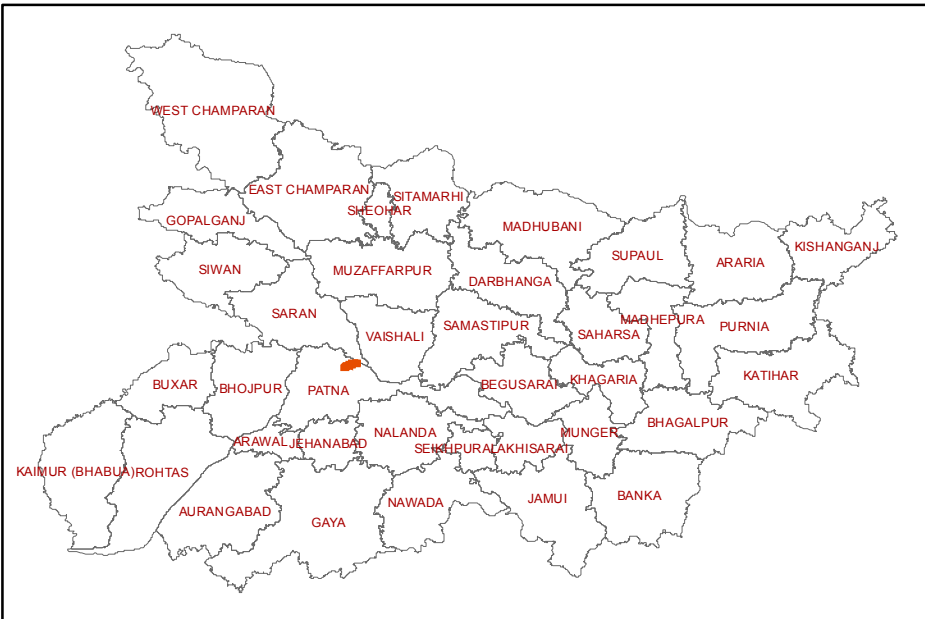 WEST CHAMPARAN
EAST CHAMPARAN
SITAMARHI
SHEOHAR
GOPALGANJ
MADHUBANI
KISHANGANJ
SUPAUL
ARARIA
SIWAN
MUZAFFARPUR
DARBHANGA
SARAN
MADHEPURA
SAMASTIPUR
PURNIA
VAISHALI
SAHARSA
KATIHAR
KHAGARIA
BUXAR
BEGUSARAI
BHOJPUR
PATNA
BHAGALPUR
NALANDA
MUNGER
ARAWAL
JEHANABAD
SEIKHPURA
LAKHISARAT
KAIMUR (BHABUA)
ROHTAS
BANKA
JAMUI
NAWADA
AURANGABAD
GAYA